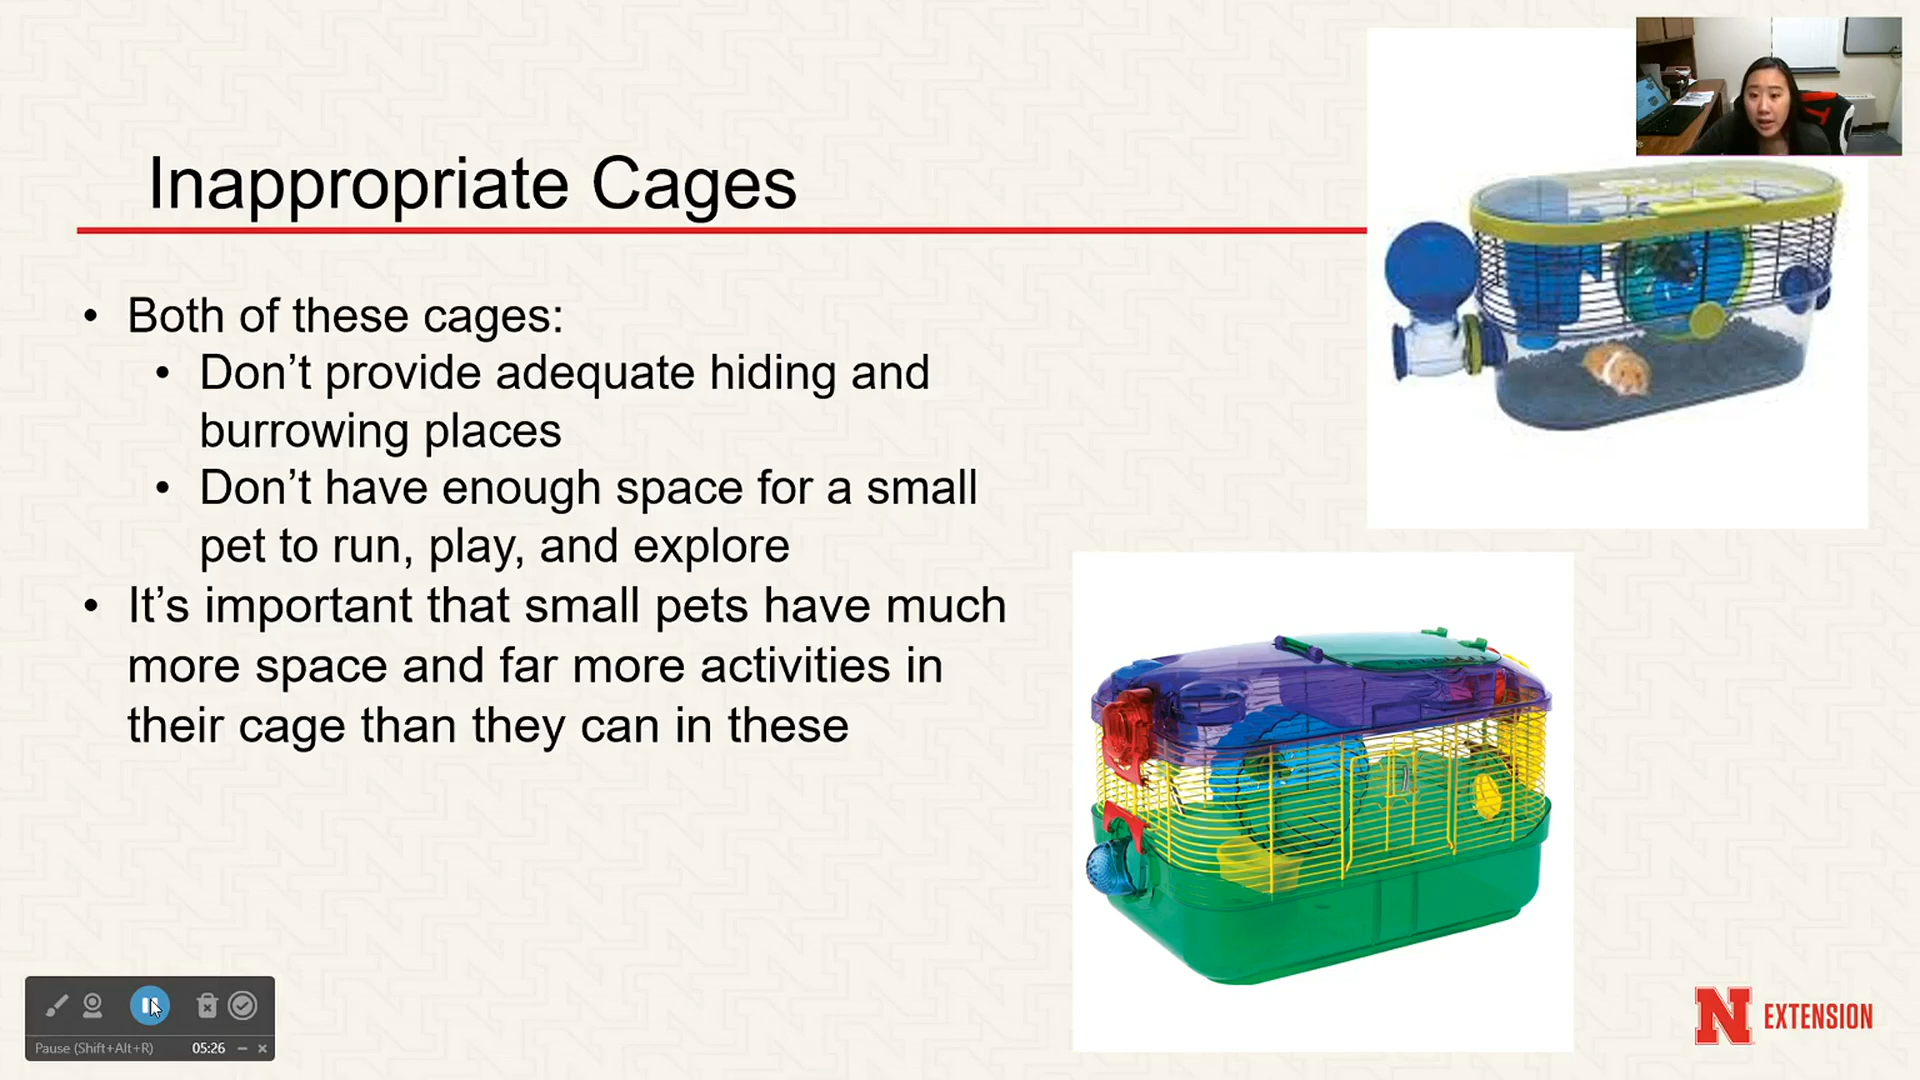 Inappropriate Cages
• Both of these cages:
• Don’t provide adequate hiding and
burrowing places
• Don’t have enough space for a small
pet to run, play, and explore
• It’s important that small pets have much
more space and far more activities in
their cage than they can in these
Pause (Shift+Alt+R) 05:26
N EXTENSION